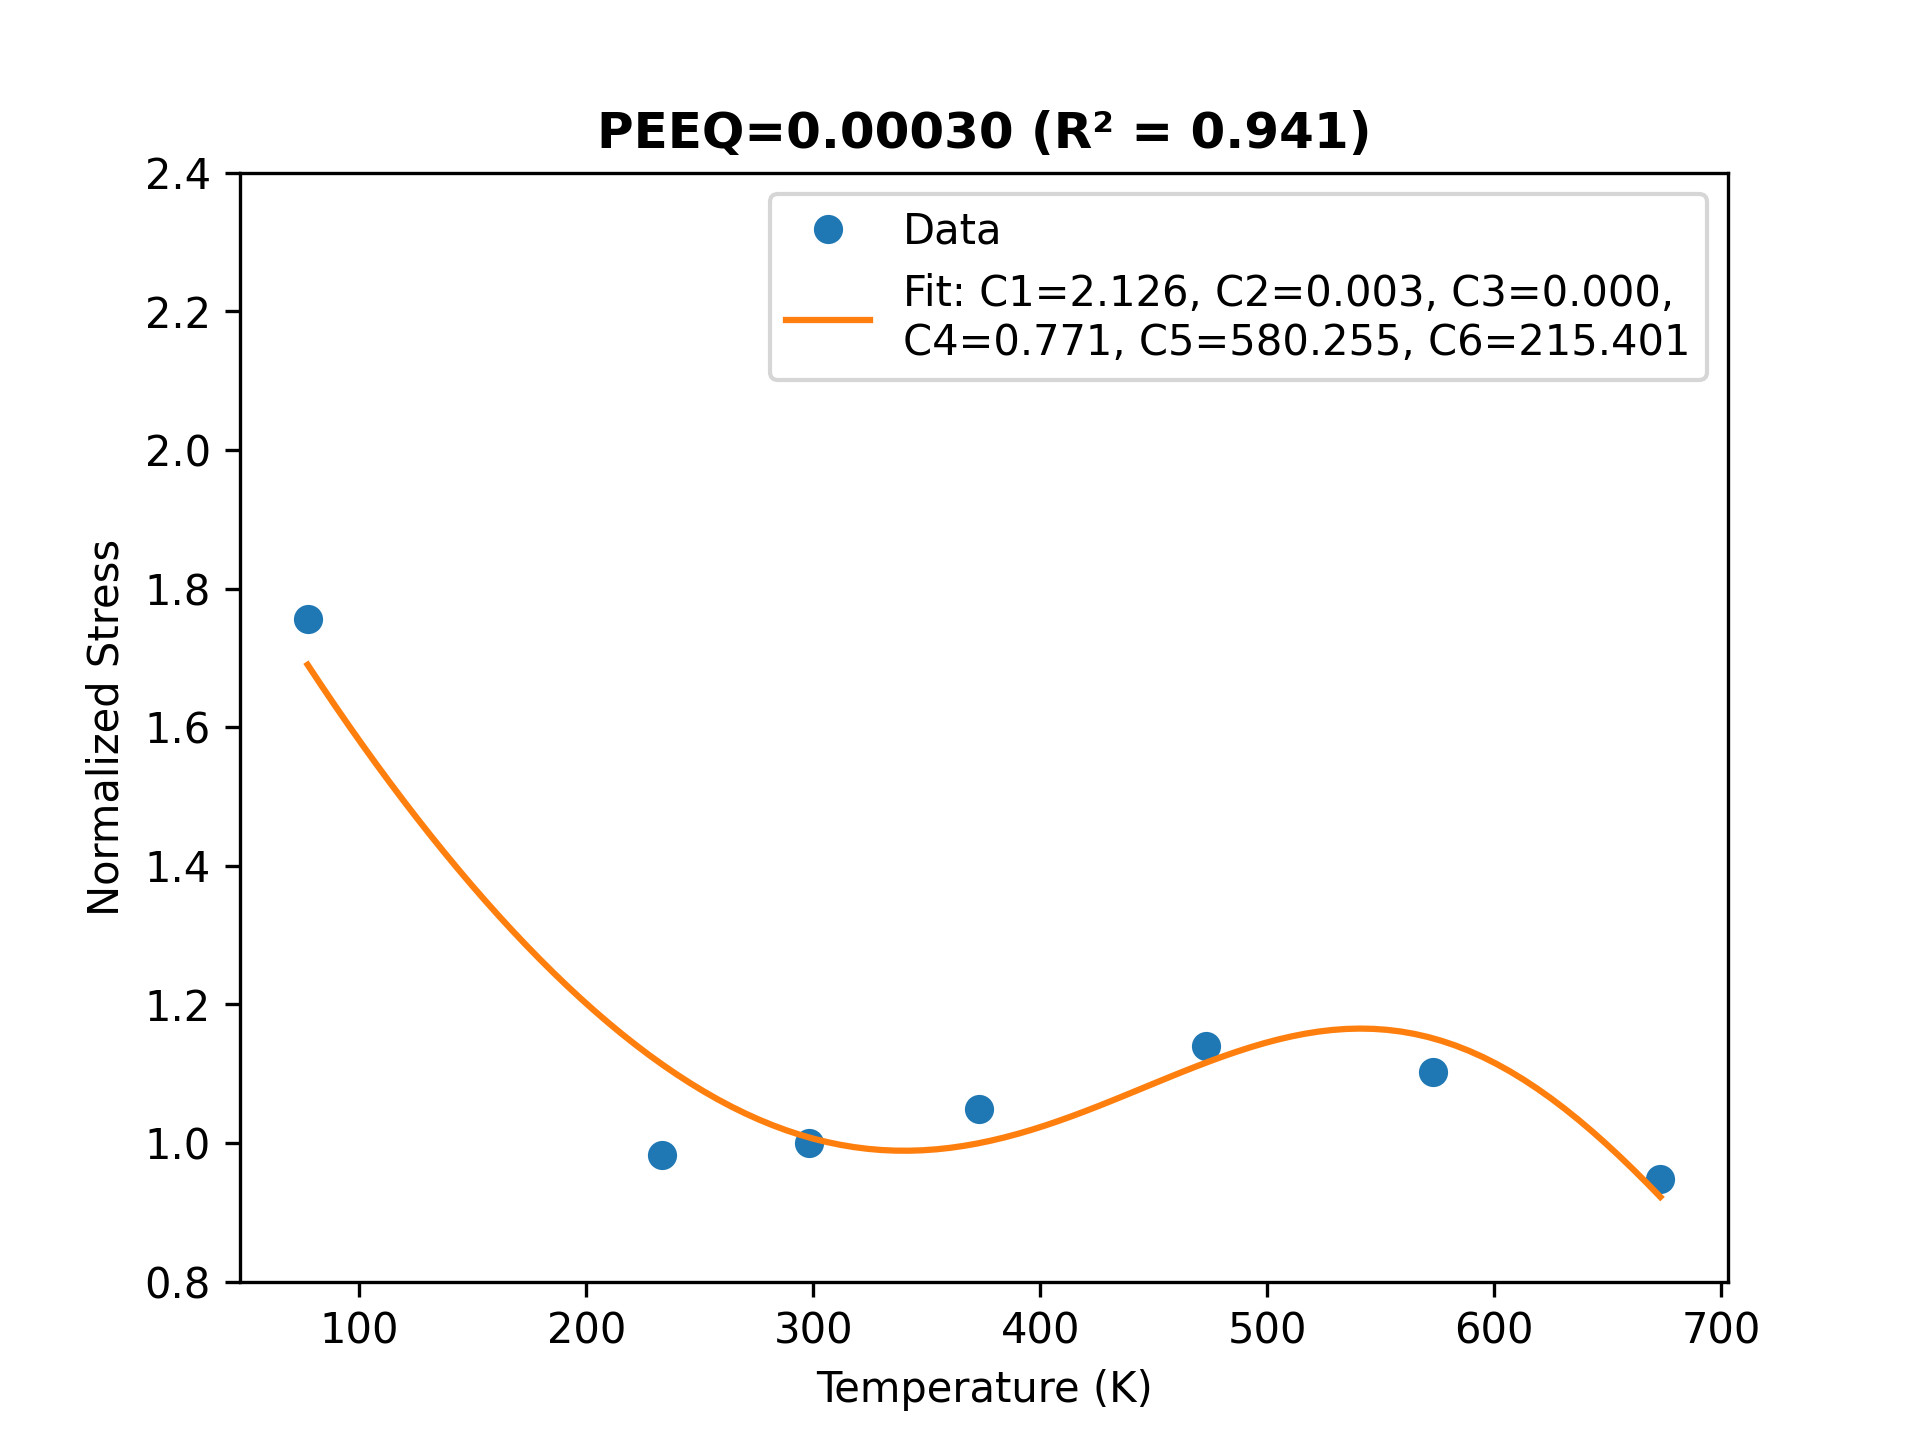 PEEQ=0.00030 (R² = 0.941)
2.4
2.2
2.0
1.8
1.6
1.4
1.2
1.0
0.8
Normalized Stress
Data
Fit: C1=2.126, C2=0.003, C3=0.000,
C4=0.771, C5=580.255, C6=215.401
100 200 300 400 500 600 700
Temperature (K)